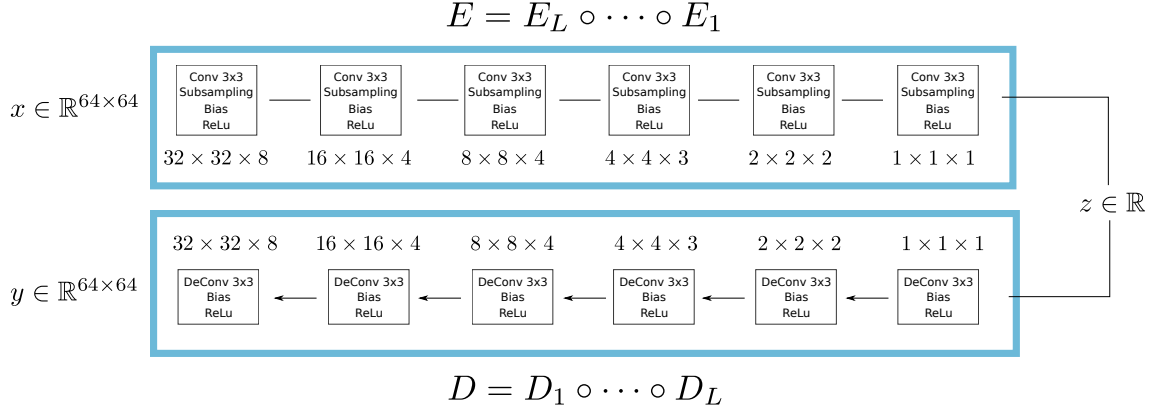 E = E_L ∘ ⋯ ∘ E_1
x ∈ ℝ^{64×64}
Conv 3x3
Subsampling
Bias
ReLu
32 × 32 × 8
Conv 3x3
Subsampling
Bias
ReLu
16 × 16 × 4
Conv 3x3
Subsampling
Bias
ReLu
8 × 8 × 4
Conv 3x3
Subsampling
Bias
ReLu
4 × 4 × 3
Conv 3x3
Subsampling
Bias
ReLu
2 × 2 × 2
Conv 3x3
Subsampling
Bias
ReLu
1 × 1 × 1
z ∈ ℝ
y ∈ ℝ^{64×64}
32 × 32 × 8
DeConv 3x3
Bias
ReLu
16 × 16 × 4
DeConv 3x3
Bias
ReLu
8 × 8 × 4
DeConv 3x3
Bias
ReLu
4 × 4 × 3
DeConv 3x3
Bias
ReLu
2 × 2 × 2
DeConv 3x3
Bias
ReLu
1 × 1 × 1
DeConv 3x3
Bias
ReLu
D = D_1 ∘ ⋯ ∘ D_L